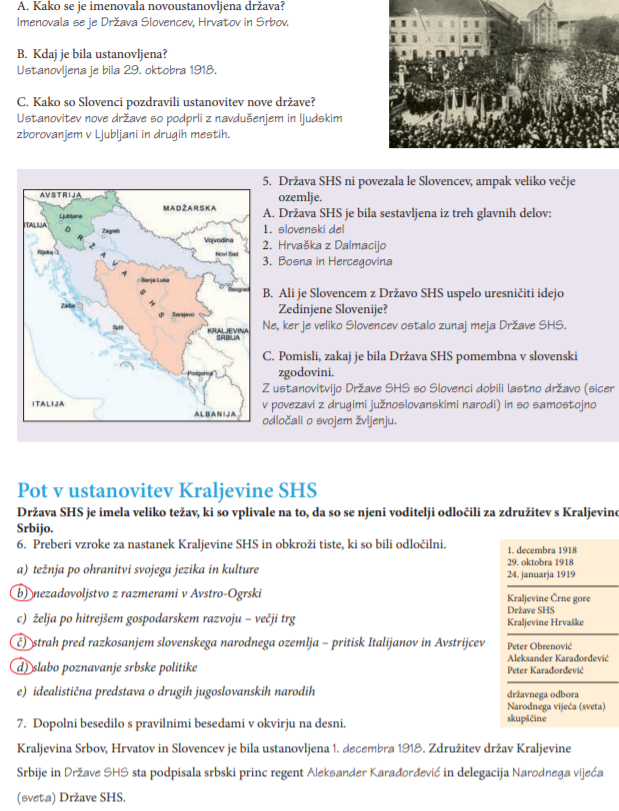 A. Kako se je imenovala novoustanovljena država?
Imenovala se je Država Slovencev, Hrvatov in Srbov.
B. Kdaj je bila ustanovljena?
Ustanovljena je bila 29. oktobra 1918.
C. Kako so Slovenci pozdravili ustanovitev nove države?
Ustanovitev nove države so podprli z navdušenjem in ljudskim
zborovanjem v Ljubljani in drugih mestih.
AVSTRIJA
MADŽARSKA
ITALIJA
Ljubljana
Zagreb
Vojvodina
Novi Sad
Rijeka
DRŽAVA SHS
Banja Luka
Beograd
Zadar
Sarajevo
Split
KRALJEVINA
SRBIJA
Podgorica
ITALIJA
ALBANIJA
5. Država SHS ni povezala le Slovencev, ampak veliko večje
ozemlje.
A. Država SHS je bila sestavljena iz treh glavnih delov:
1. slovenski del
2. Hrvaška z Dalmacijo
3. Bosna in Hercegovina
B. Ali je Slovencem z Državo SHS uspelo uresničiti idejo
Zedinjene Slovenije?
Ne, ker je veliko Slovencev ostalo zunaj meja Države SHS.
C. Pomisli, zakaj je bila Država SHS pomembna v slovenski
zgodovini.
Z ustanovitvijo Države SHS so Slovenci dobili lastno državo (sicer
v povezavi z drugimi južnoslovanskimi narodi) in so samostojno
odločali o svojem žvljenju.
Pot v ustanovitev Kraljevine SHS
Država SHS je imela veliko težav, ki so vplivale na to, da so se njeni voditelji odločili za združitev s Kraljevino
Srbijo.
6. Preberi vzroke za nastanek Kraljevine SHS in obkroži tiste, ki so bili odločilni.
a) težnja po ohranitvi svojega jezika in kulture
b) nezadovoljstvo z razmerami v Avstro-Ogrski
c) želja po hitrejšem gospodarskem razvoju – večji trg
č) strah pred razkosanjem slovenskega narodnega ozemlja – pritisk Italijanov in Avstrijcev
d) slabo poznavanje srbske politike
e) idealistična predstava o drugih jugoslovanskih narodih
1. decembra 1918
29. oktobra 1918
24. januarja 1919
Kraljevine Črne gore
Države SHS
Kraljevine Hrvaške
Peter Obrenović
Aleksander Karađorđević
Peter Karađorđević
državnega odbora
Narodnega vijeća (sveta)
skupščine
7. Dopolni besedilo s pravilnimi besedami v okvirju na desni.
Kraljevina Srbov, Hrvatov in Slovencev je bila ustanovljena 1. decembra 1918. Združitev držav Kraljevine
Srbije in Države SHS sta podpisala srbski princ regent Aleksander Karađorđević in delegacija Narodnega vijeća
(sveta) Države SHS.